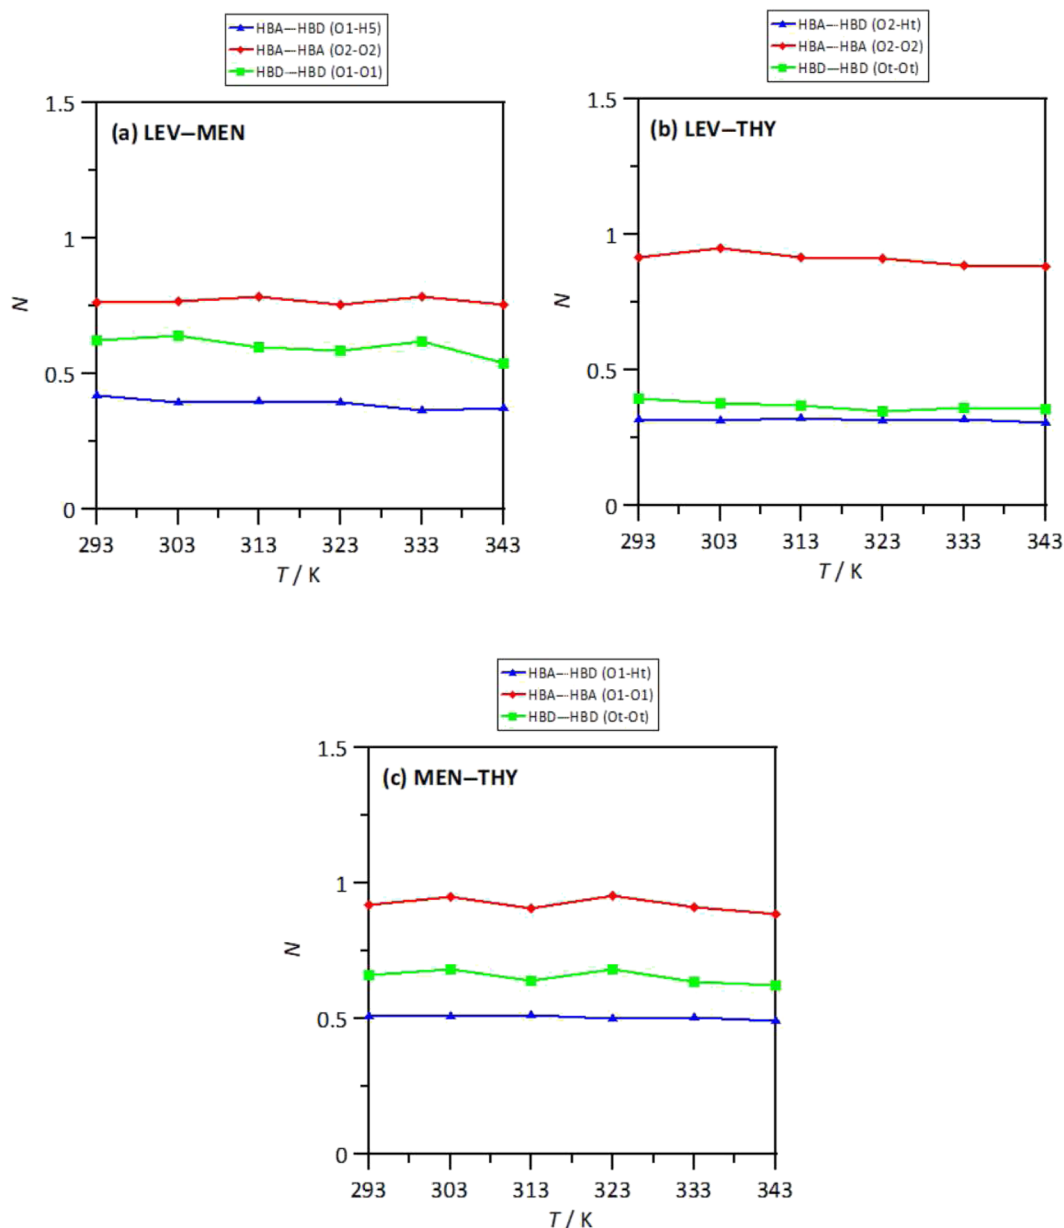 HBA---HBD (O1-H5)
HBA---HBA (O2-O2)
HBD---HBD (O1-O1)
(a) LEV–MEN
1.5
1
0.5
0
N
293 303 313 323 333 343
T / K
HBA---HBD (O2-Ht)
HBA---HBA (O2-O2)
HBD---HBD (Ot-Ot)
(b) LEV–THY
1.5
1
0.5
0
N
293 303 313 323 333 343
T / K
HBA---HBD (O1-Ht)
HBA---HBA (O1-O1)
HBD---HBD (Ot-Ot)
(c) MEN–THY
1.5
1
0.5
0
N
293 303 313 323 333 343
T / K